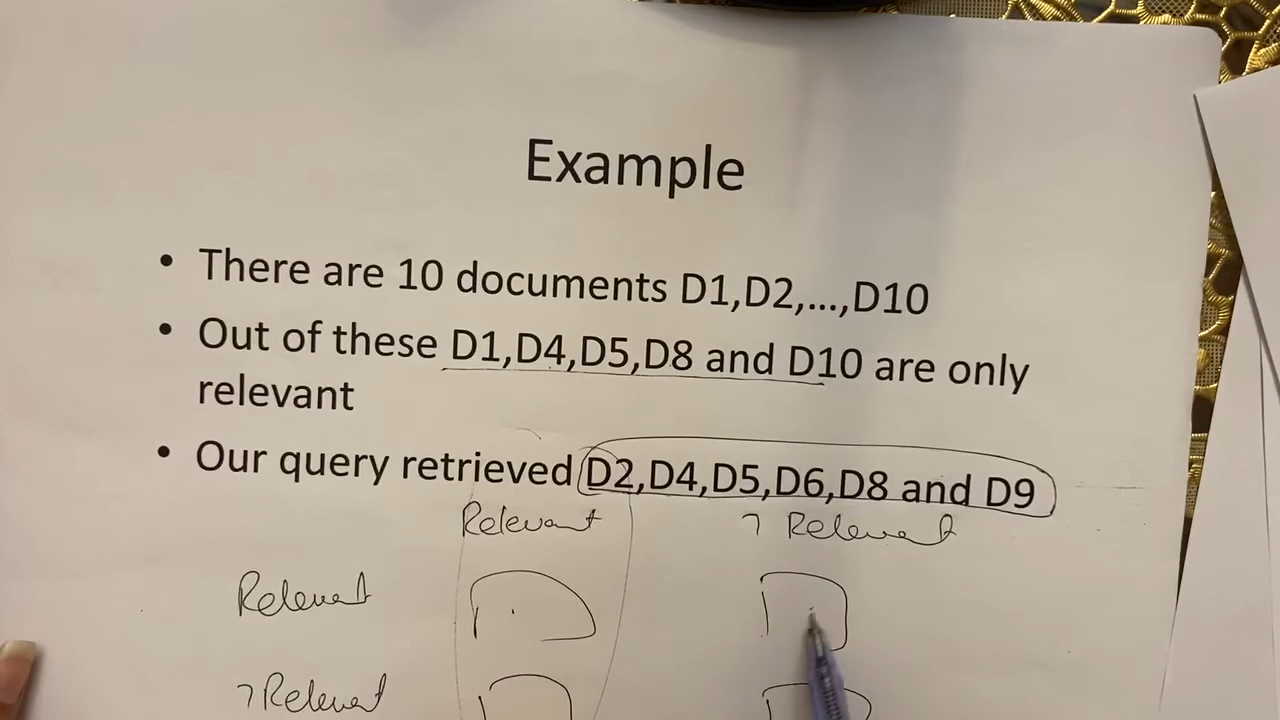 Example
• There are 10 documents D1,D2,...,D10
• Out of these D1,D4,D5,D8 and D10 are only
relevant
• Our query retrieved D2,D4,D5,D6,D8 and D9
Relevant ¬ Relevant
Relevant
¬ Relevant